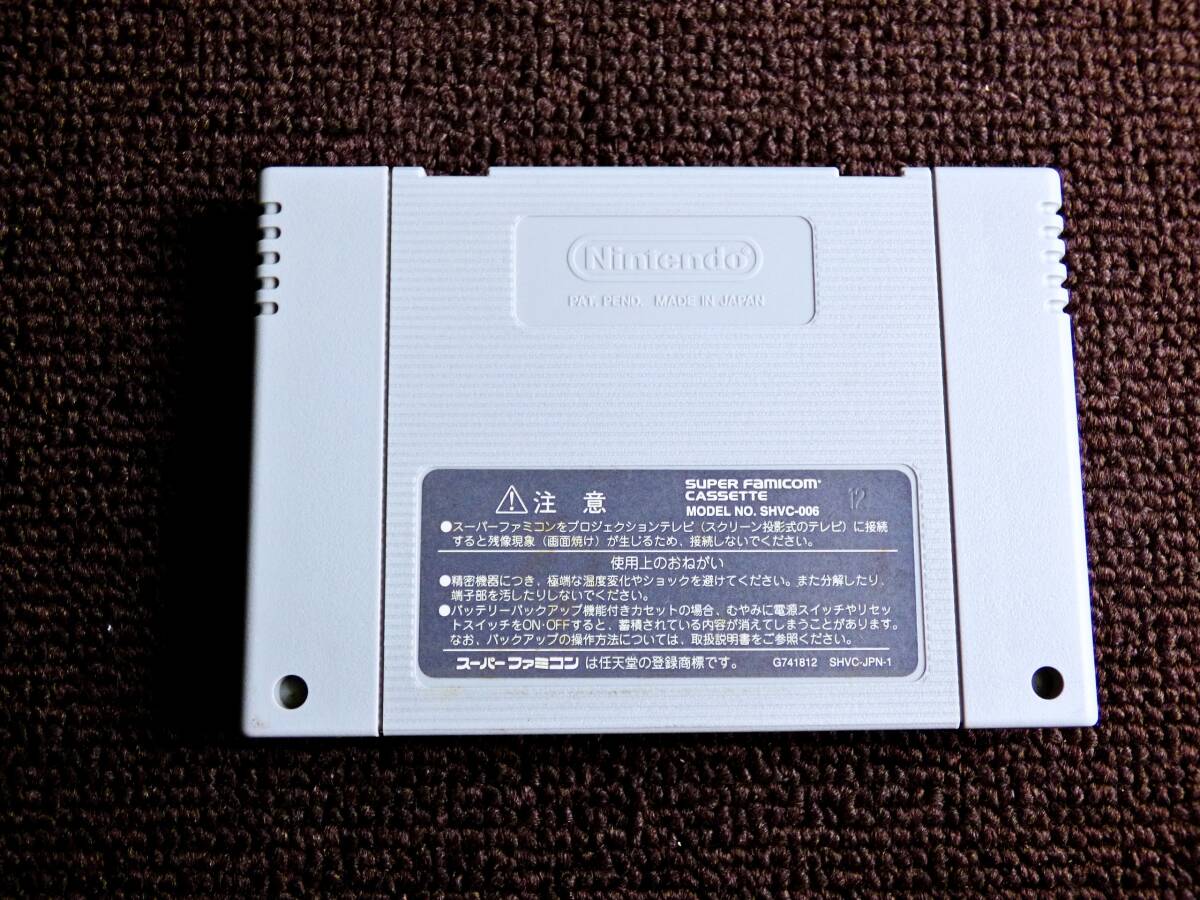 Nintendo®
PAT. PEND. MADE IN JAPAN
⚠注 意
SUPER FAMICOM®
CASSETTE
MODEL NO. SHVC-006
12
●スーパーファミコンをプロジェクションテレビ（スクリーン投影式のテレビ）に接続
すると残像現象（画面焼け）が生じるため、接続しないでください。
使用上のおねがい
●精密機器につき、極端な温度変化やショックを避けてください。また分解したり、
端子部を汚したりしないでください。
●バッテリーバックアップ機能付きカセットの場合、むやみに電源スイッチやリセッ
トスイッチをON・OFFすると、蓄積されている内容が消えてしまうことがあります。
なお、バックアップの操作方法については、取扱説明書をご参照ください。
スーパーファミコン は任天堂の登録商標です。 G741812 SHVC-JPN-1